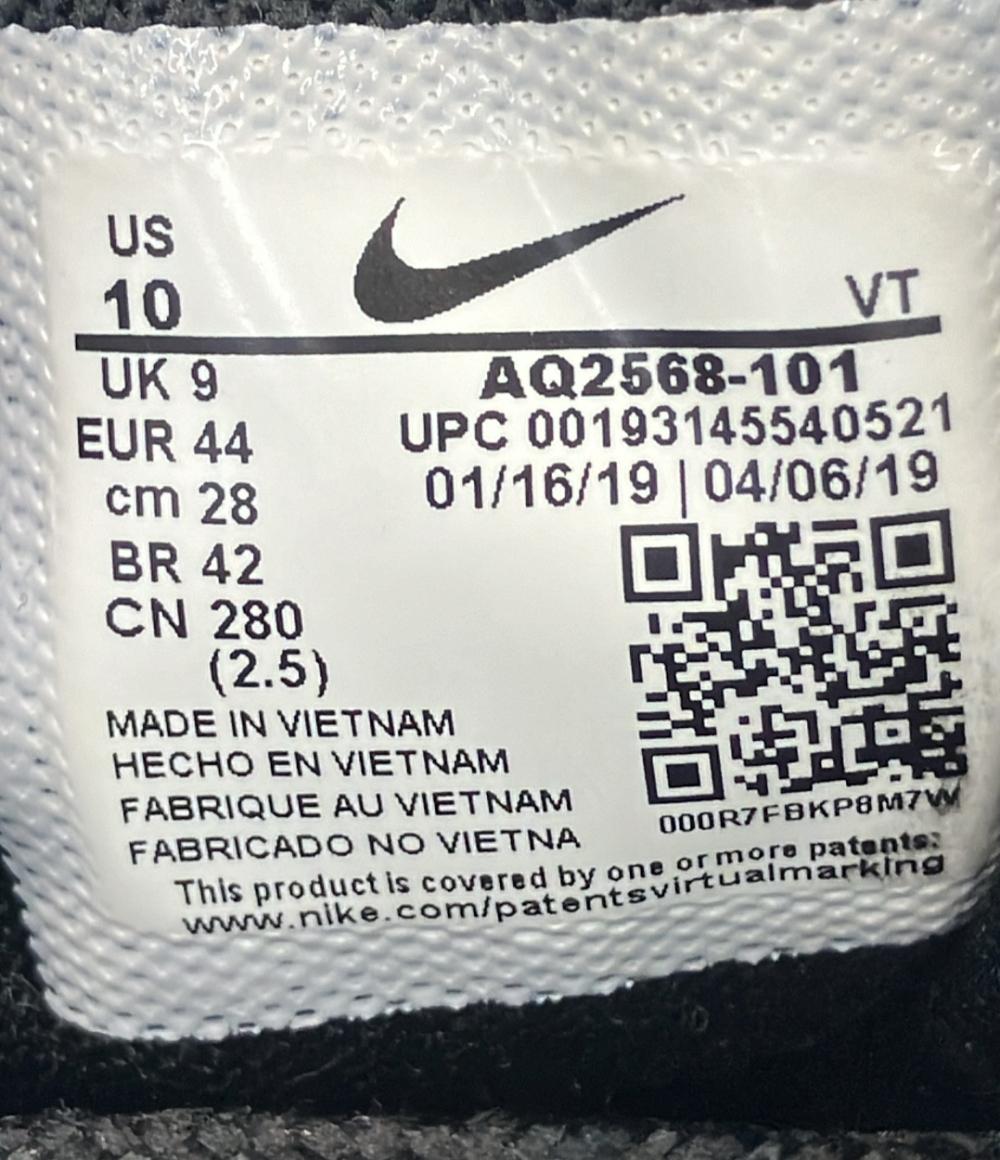 US
10
VT
UK 9
AQ2568-101
EUR 44
UPC 00193145540521
cm 28
01/16/19 | 04/06/19
BR 42
CN 280
(2.5)
MADE IN VIETNAM
HECHO EN VIETNAM
FABRIQUE AU VIETNAM
FABRICADO NO VIETNA
000R7FBKP8M7W
This product is covered by one or more patents:
www.nike.com/patentsvirtualmarking